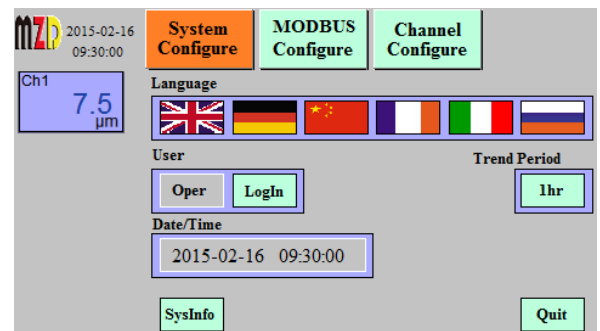 MZD 2015-02-16
09:30:00
System
Configure
MODBUS
Configure
Channel
Configure
Ch1
7.5
µm
Language
User
Trend Period
Oper LogIn
1hr
Date/Time
2015-02-16 09:30:00
SysInfo
Quit